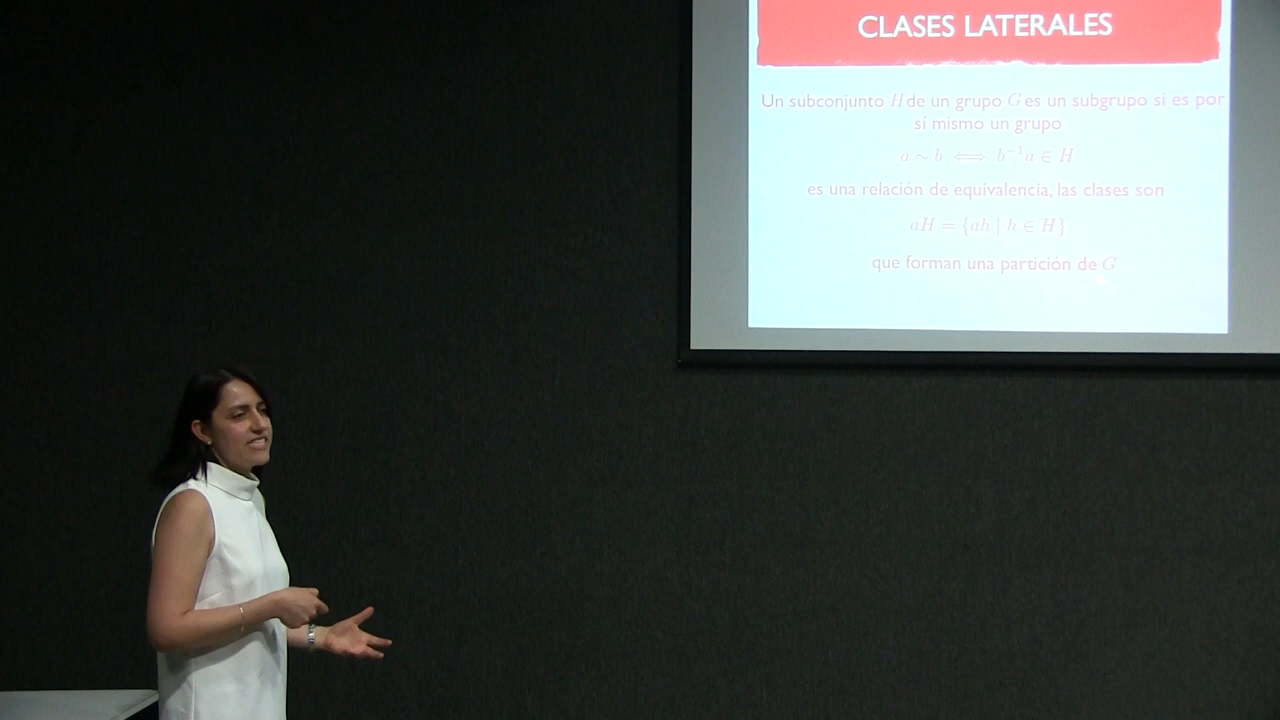 CLASES LATERALES
Un subconjunto H de un grupo G es un subgrupo si es por
sí mismo un grupo
a ∼ b ⟺ b⁻¹a ∈ H
es una relación de equivalencia, las clases son
aH = {ah | h ∈ H}
que forman una partición de G